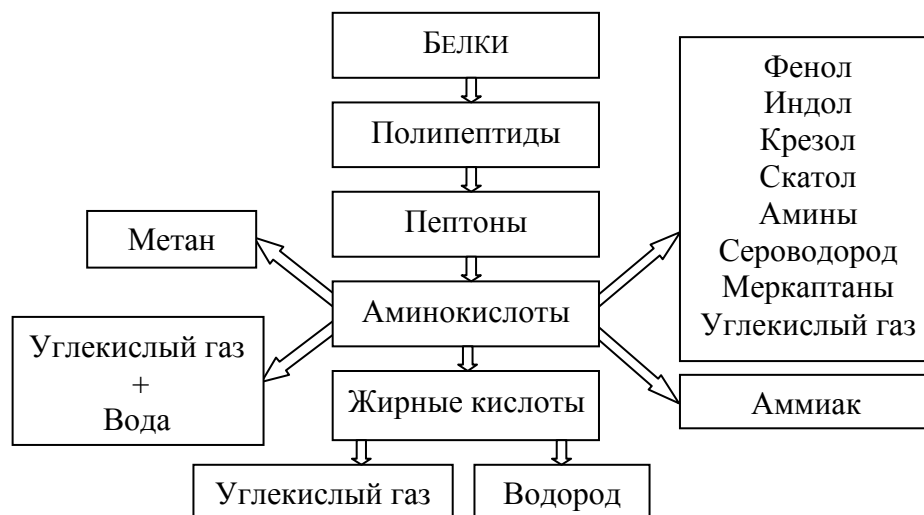 БЕЛКИ
Полипептиды
Пептоны
Метан
Аминокислоты
Углекислый газ
+
Вода
Жирные кислоты
Углекислый газ
Водород
Фенол
Индол
Крезол
Скатол
Амины
Сероводород
Меркаптаны
Углекислый газ
Аммиак